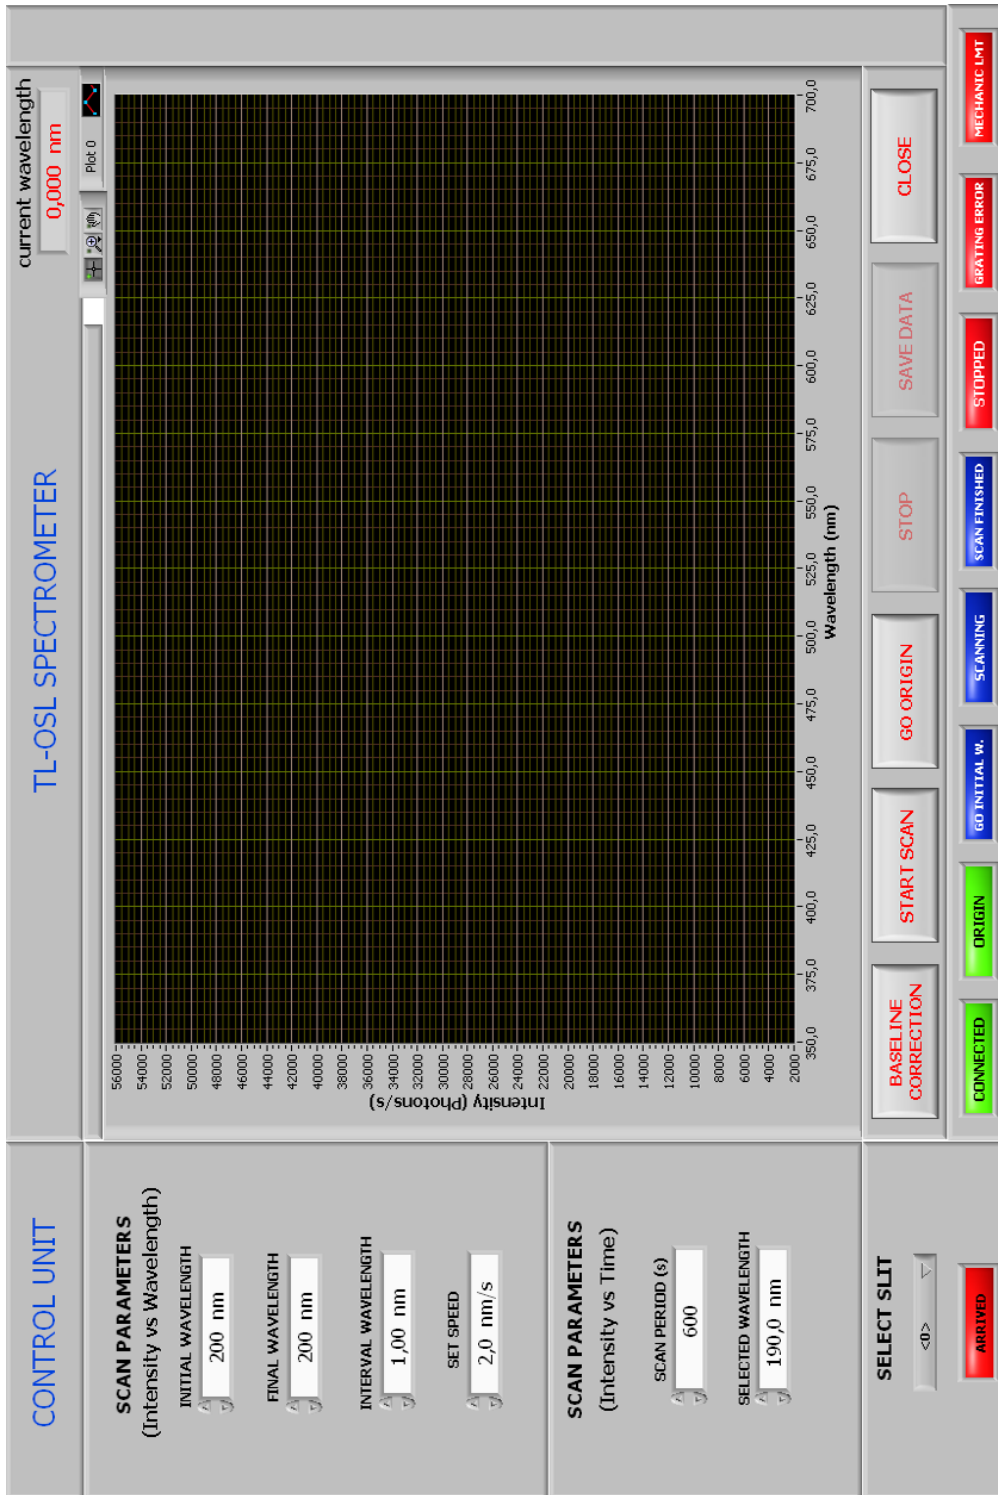 CONTROL UNIT
TL-OSL SPECTROMETER
current wavelength
0,000 nm
Plot 0
SCAN PARAMETERS
(Intensity vs Wavelength)
INITIAL WAVELENGTH
200 nm
FINAL WAVELENGTH
200 nm
INTERVAL WAVELENGTH
1,00 nm
SET SPEED
2,0 nm/s
SCAN PARAMETERS
(Intensity vs Time)
SCAN PERIOD (s)
600
SELECTED WAVELENGTH
190,0 nm
SELECT SLIT
<0>
ARRIVED
Intensity (Photons/s)
56000
54000
52000
50000
48000
46000
44000
42000
40000
38000
36000
34000
32000
30000
28000
26000
24000
22000
20000
18000
16000
14000
12000
10000
8000
6000
4000
2000
350,0 375,0 400,0 425,0 450,0 475,0 500,0 525,0 550,0 575,0 600,0 625,0 650,0 675,0 700,0
Wavelength (nm)
BASELINE
CORRECTION
START SCAN
GO ORIGIN
STOP
SAVE DATA
CLOSE
CONNECTED
ORIGIN
GO INITIAL W.
SCANNING
SCAN FINISHED
STOPPED
GRATING ERROR
MECHANIC LMT